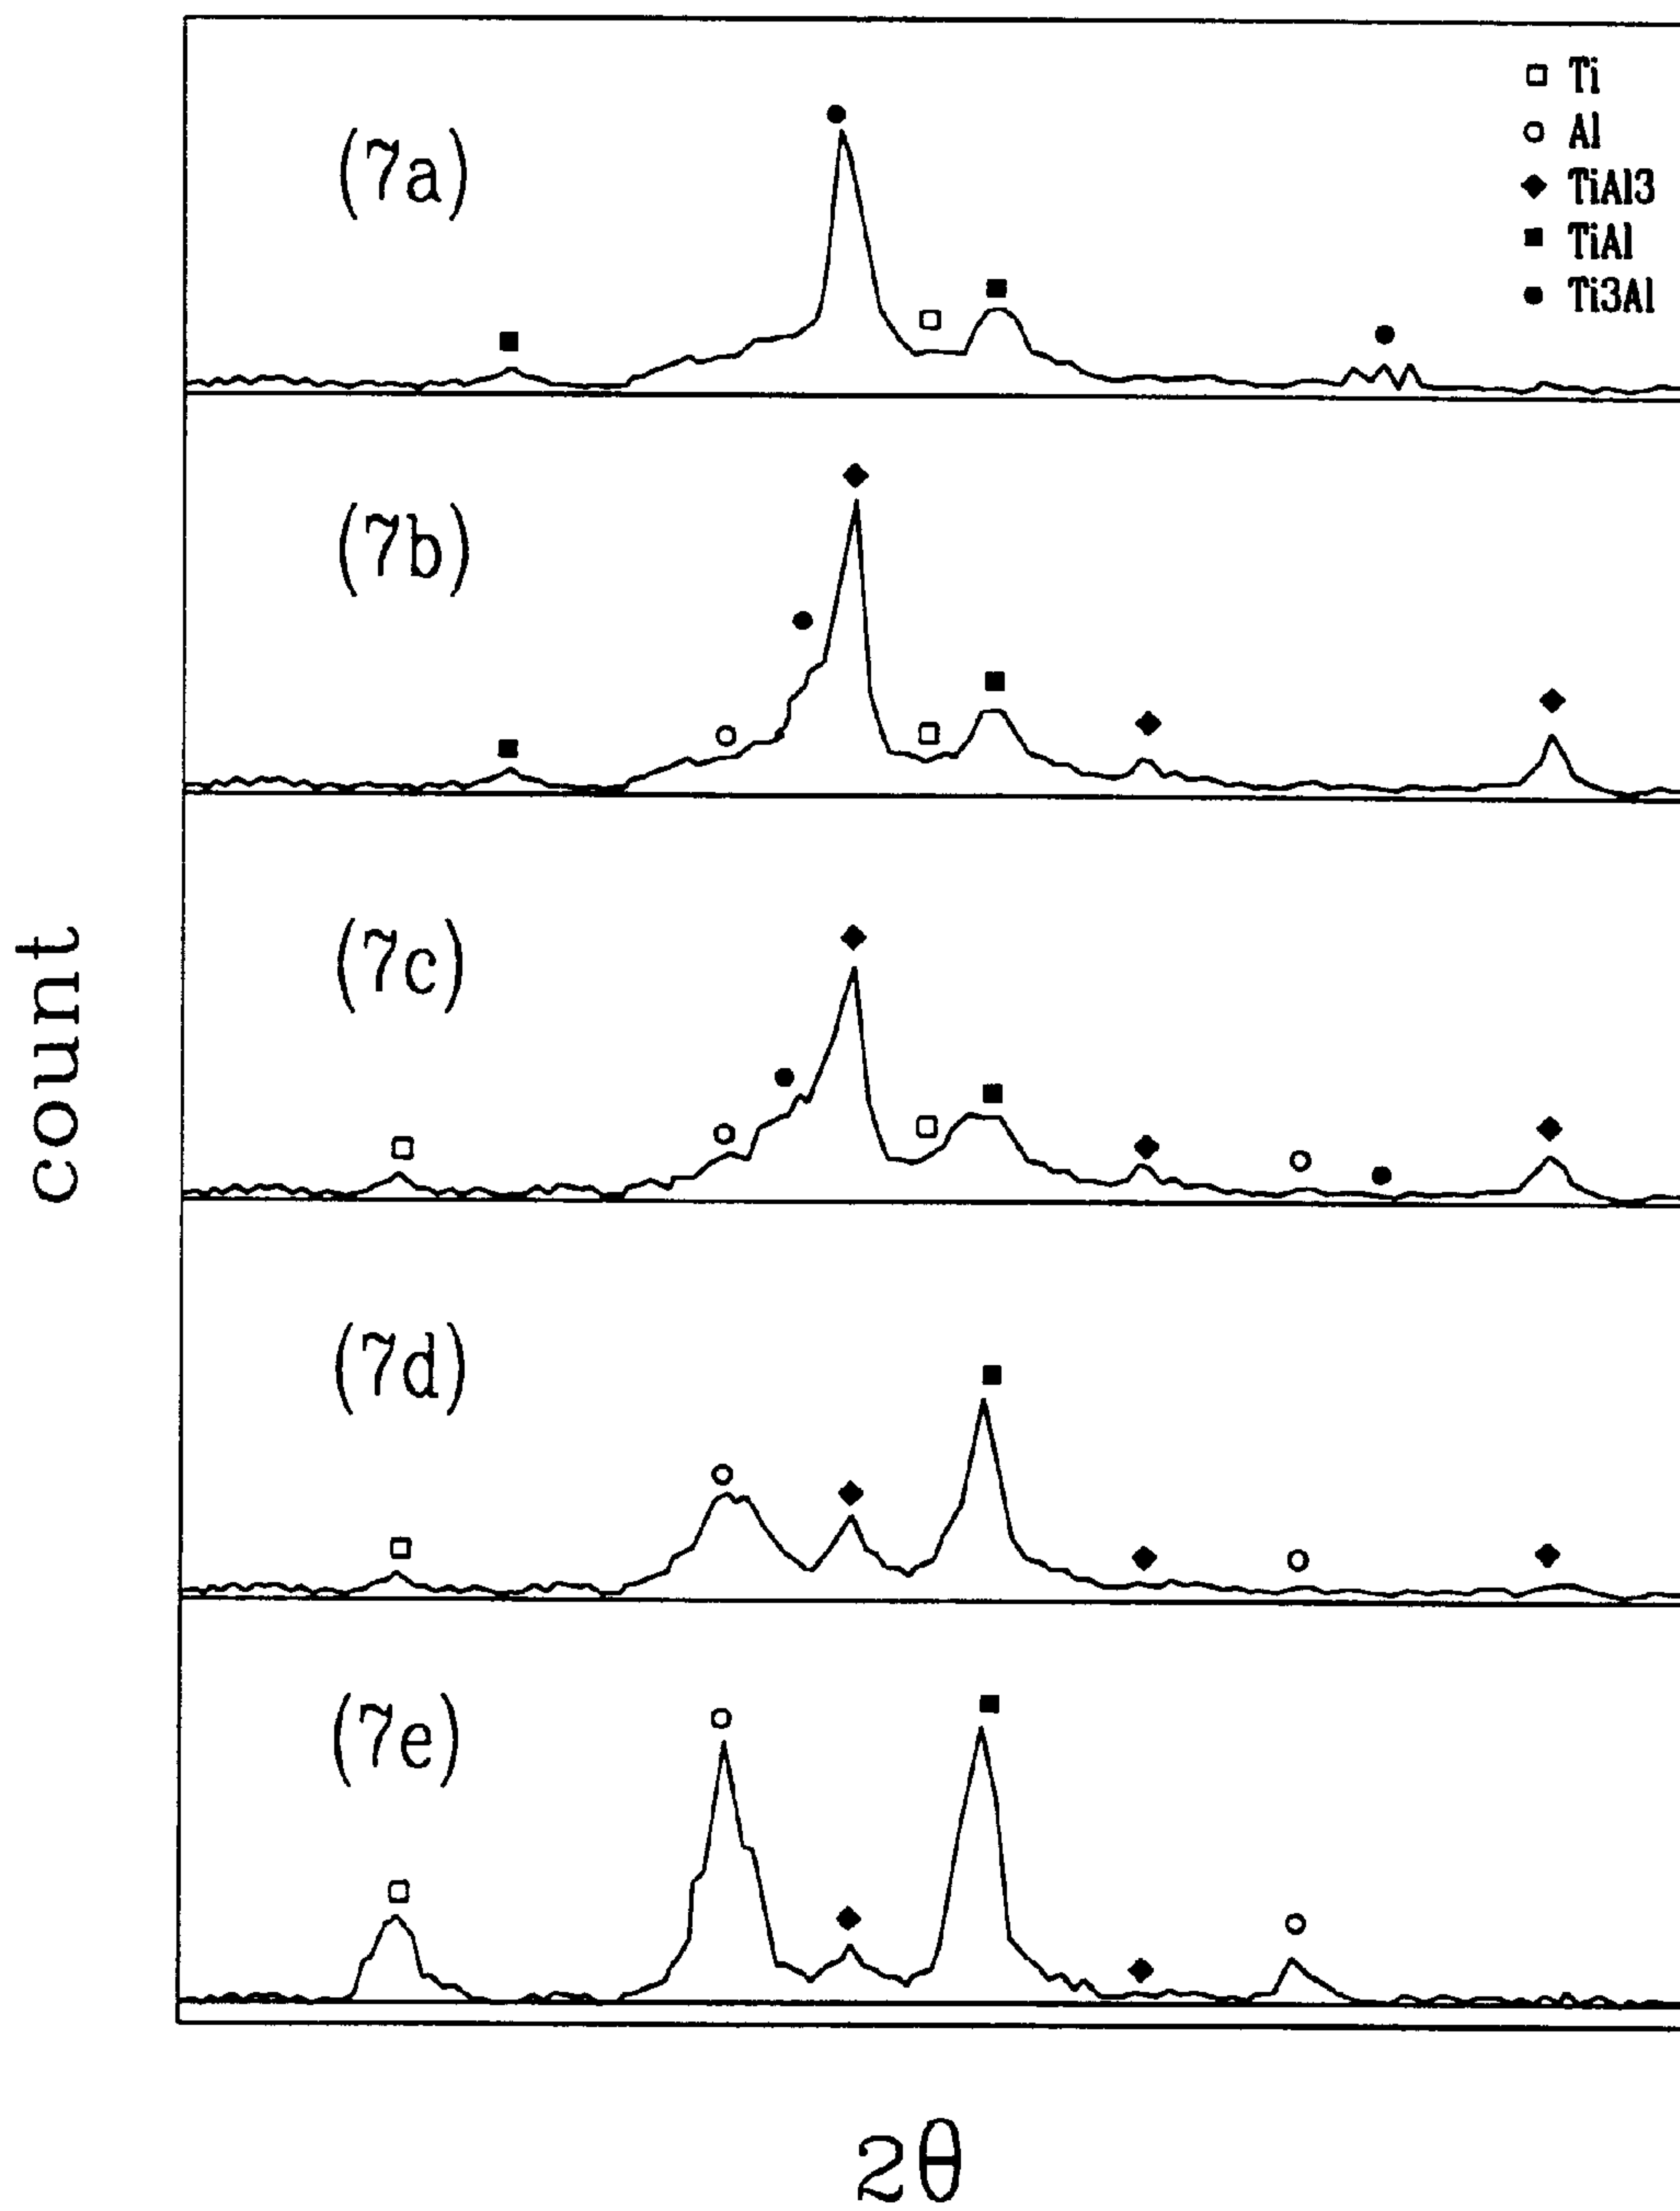 (7a)
Ti
Al
TiAl3
TiAl
Ti3Al
(7b)
(7c)
(7d)
(7e)
count
2θ